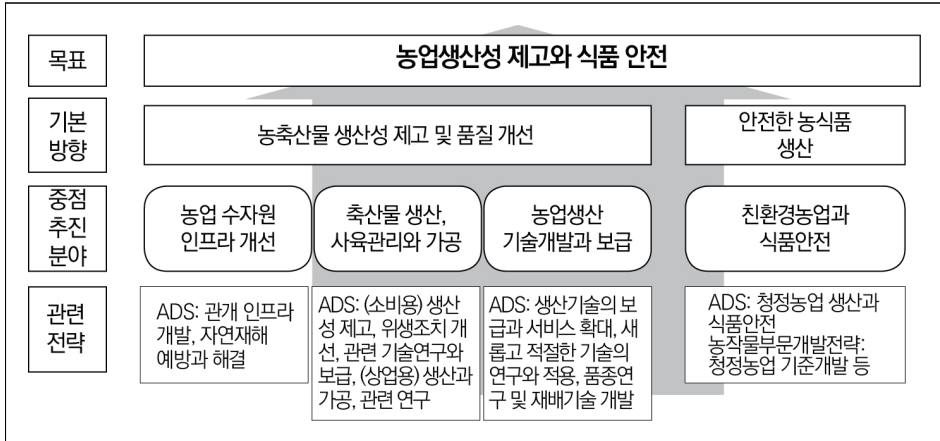 목표
농업생산성 제고와 식품 안전
기본
방향
농축산물 생산성 제고 및 품질 개선
안전한 농식품
생산
중점
추진
분야
농업 수자원
인프라 개선
축산물 생산,
사육관리와 가공
농업생산
기술개발과 보급
친환경농업과
식품안전
관련
전략
ADS: 관개 인프라
개발, 자연재해
예방과 해결
ADS: (소비용) 생산
성 제고, 위생조치 개
선, 관련 기술연구와
보급, (상업용) 생산과
가공, 관련 연구
ADS: 생산기술의 보
급과 서비스 확대, 새
롭고 적절한 기술의
연구와 적용, 품종연
구 및 재배기술 개발
ADS: 청정농업 생산과
식품안전
농작물부문개발전략:
청정농업 기준개발 등